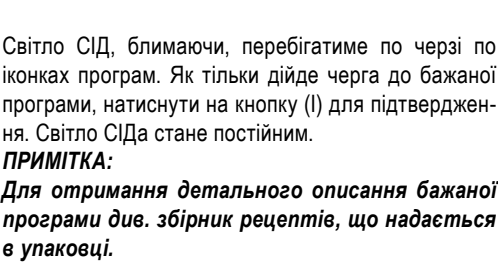 Світло СІД, блимаючи, перебігатиме по черзі по
іконках програм. Як тільки дійде черга до бажаної
програми, натиснути на кнопку (I) для підтверджен-
ня. Світло СІДа стане постійним.
ПРИМІТКА:
Для отримання детального описання бажаної
програми див. збірник рецептів, що надається
в упаковці.